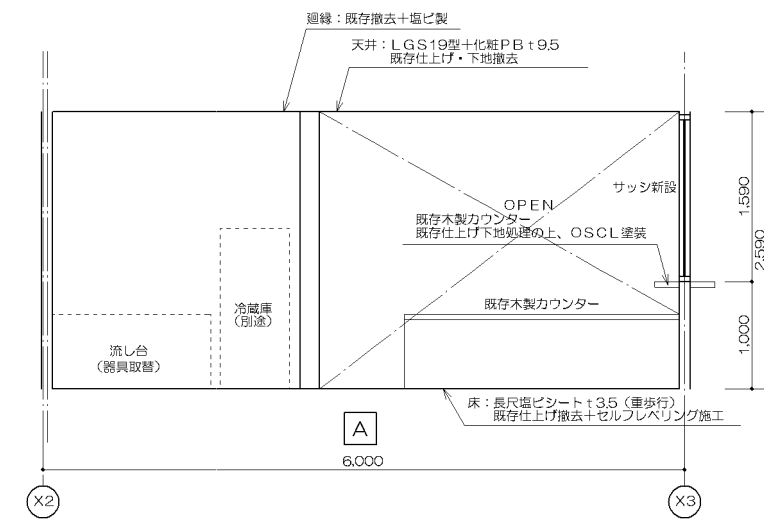 廻縁：既存撤去＋塩ビ製
天井：ＬＧＳ19型＋化粧ＰＢｔ9.5
既存仕上げ・下地撤去
サッシ新設
ＯＰＥＮ
既存木製カウンター
既存仕上げ下地処理の上、ＯＳＣＬ塗装
1,590
2,590
冷蔵庫
（別途）
既存木製カウンター
1,000
流し台
（器具取替）
床：長尺塩ビシートｔ3.5（重歩行）
既存仕上げ撤去＋セルフレベリング施工
A
6,000
X2
X3